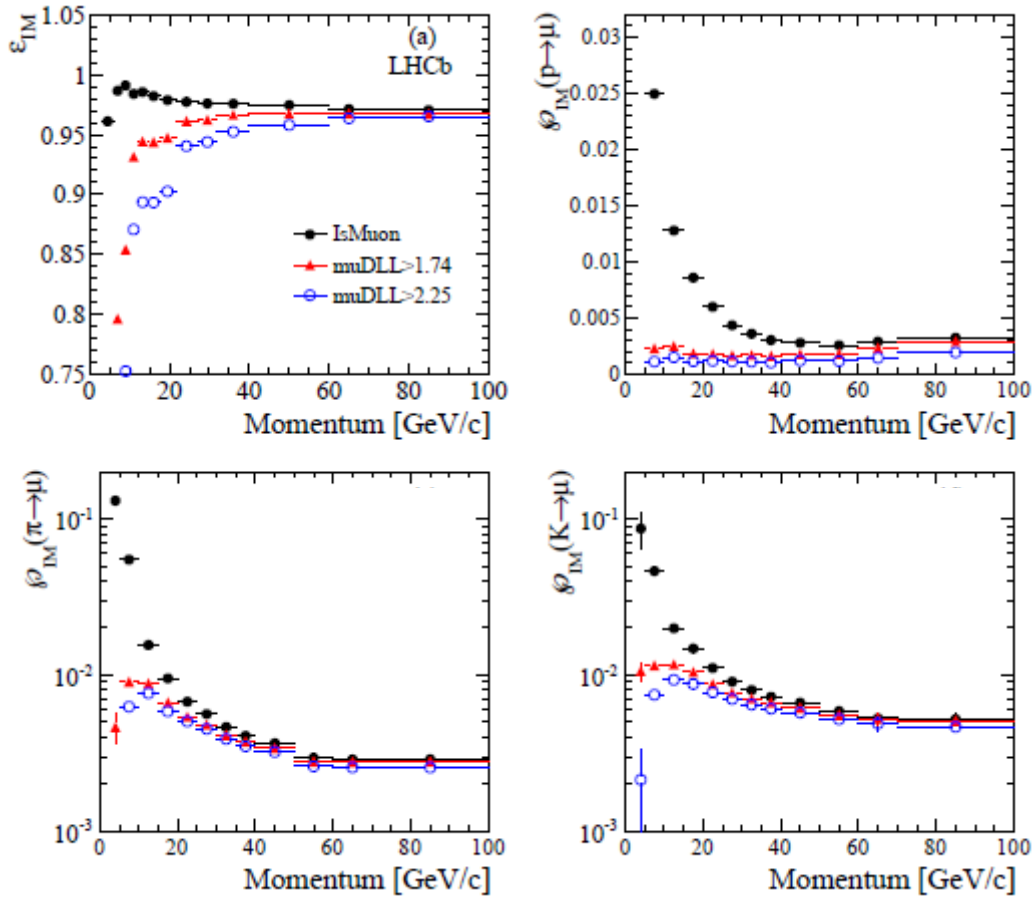 1.05
1
0.95
0.9
0.85
0.8
0.75
ε_IM
(a)
LHCb
IsMuon
muDLL>1.74
muDLL>2.25
0 20 40 60 80 100
Momentum [GeV/c]
0.03
0.025
0.02
0.015
0.01
0.005
0
℘_IM(p→μ)
0 20 40 60 80 100
Momentum [GeV/c]
10⁻¹
10⁻²
10⁻³
℘_IM(π→μ)
0 20 40 60 80 100
Momentum [GeV/c]
10⁻¹
10⁻²
10⁻³
℘_IM(K→μ)
0 20 40 60 80 100
Momentum [GeV/c]